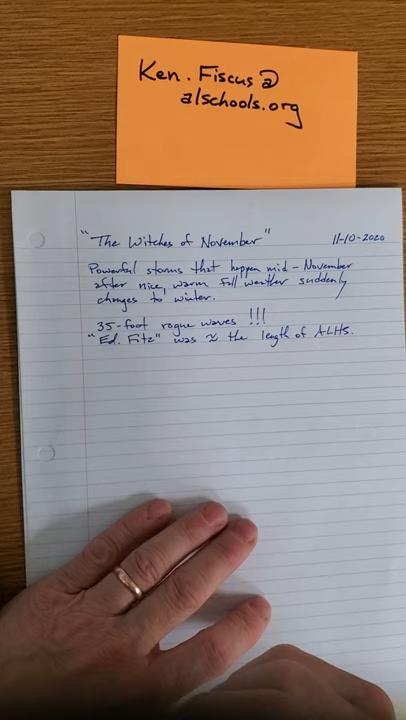 Ken.Fiscus@
alschools.org
"The Witches of November" 11-10-2020
Powerful storms that happen mid-November
after nice, warm fall weather suddenly
changes to winter.
35-foot rogue waves !!!
"Ed. Fitz" was ≈ the length of ALHS.